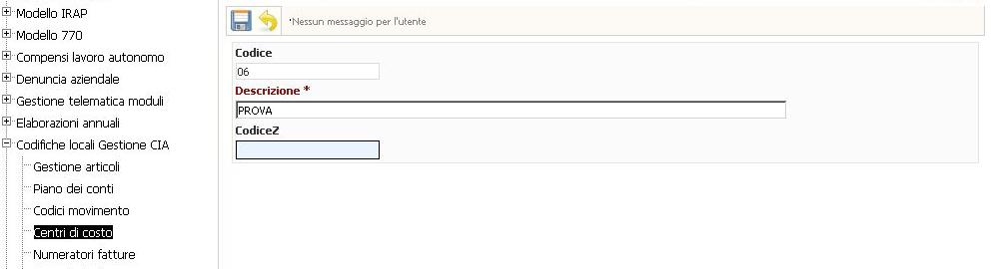 Modello IRAP
Modello 770
Compensi lavoro autonomo
Denuncia aziendale
Gestione telematica moduli
Elaborazioni annuali
Codifiche locali Gestione CIA
Gestione articoli
Piano dei conti
Codici movimento
Centri di costo
Numeratori fatture
'Nessun messaggio per l'utente
Codice
06
Descrizione *
PROVA
Codice2